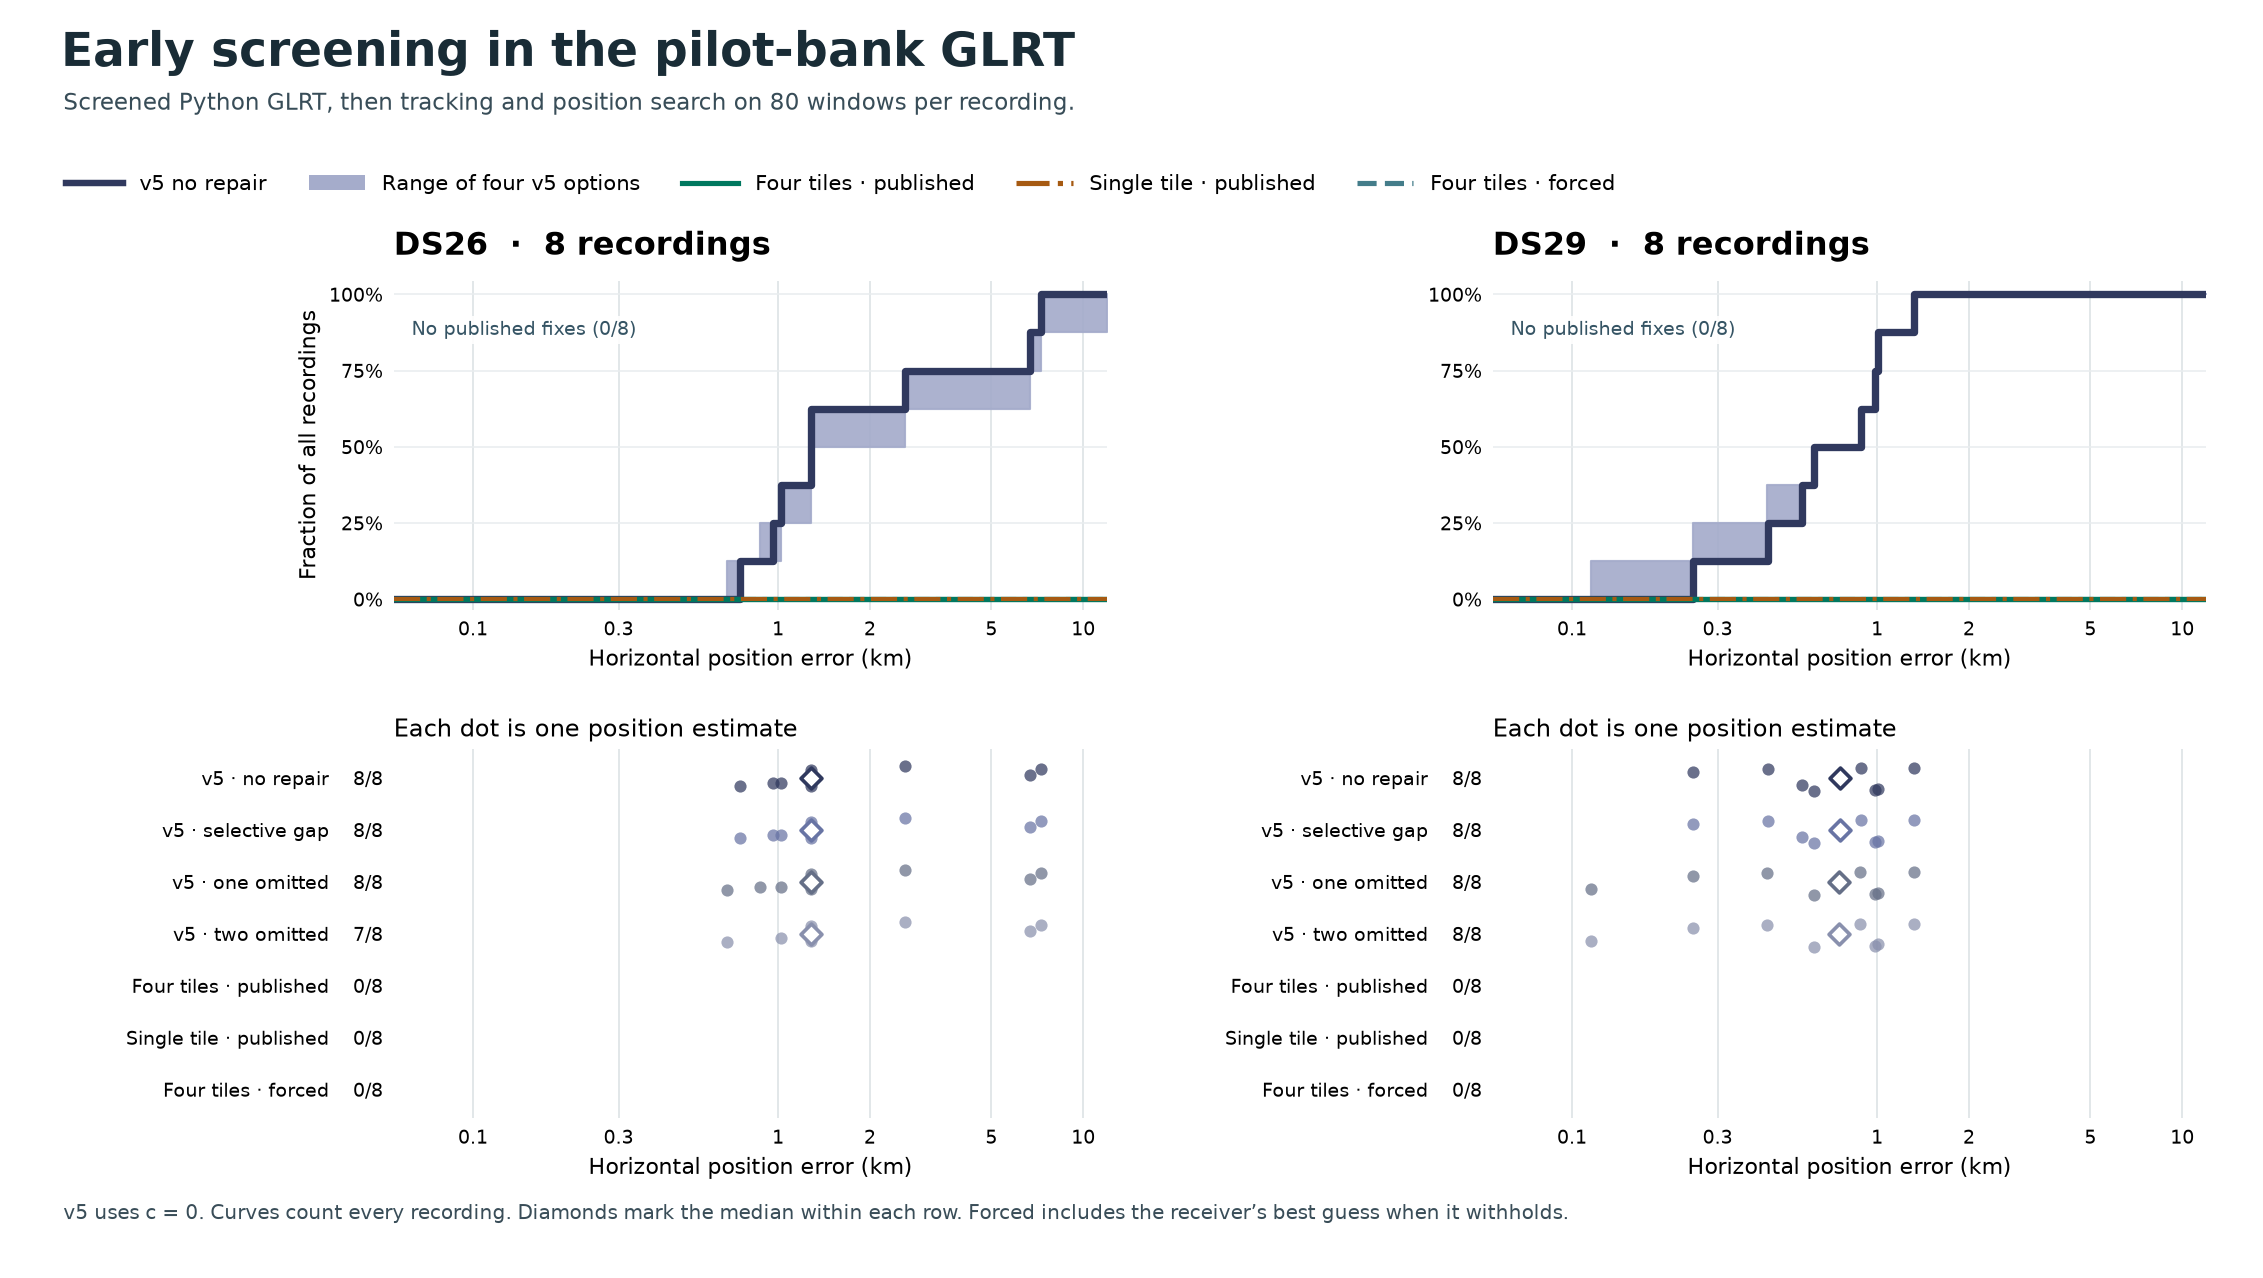 Early screening in the pilot-bank GLRT
Screened Python GLRT, then tracking and position search on 80 windows per recording.
v5 no repair
Range of four v5 options
Four tiles · published
Single tile · published
Four tiles · forced
DS26 · 8 recordings
Fraction of all recordings
100%
75%
50%
25%
0%
No published fixes (0/8)
0.1 0.3 1 2 5 10
Horizontal position error (km)
DS29 · 8 recordings
100%
75%
50%
25%
0%
No published fixes (0/8)
0.1 0.3 1 2 5 10
Horizontal position error (km)
Each dot is one position estimate
v5 · no repair 8/8
v5 · selective gap 8/8
v5 · one omitted 8/8
v5 · two omitted 7/8
Four tiles · published 0/8
Single tile · published 0/8
Four tiles · forced 0/8
0.1 0.3 1 2 5 10
Horizontal position error (km)
Each dot is one position estimate
v5 · no repair 8/8
v5 · selective gap 8/8
v5 · one omitted 8/8
v5 · two omitted 8/8
Four tiles · published 0/8
Single tile · published 0/8
Four tiles · forced 0/8
0.1 0.3 1 2 5 10
Horizontal position error (km)
v5 uses c = 0. Curves count every recording. Diamonds mark the median within each row. Forced includes the receiver’s best guess when it withholds.